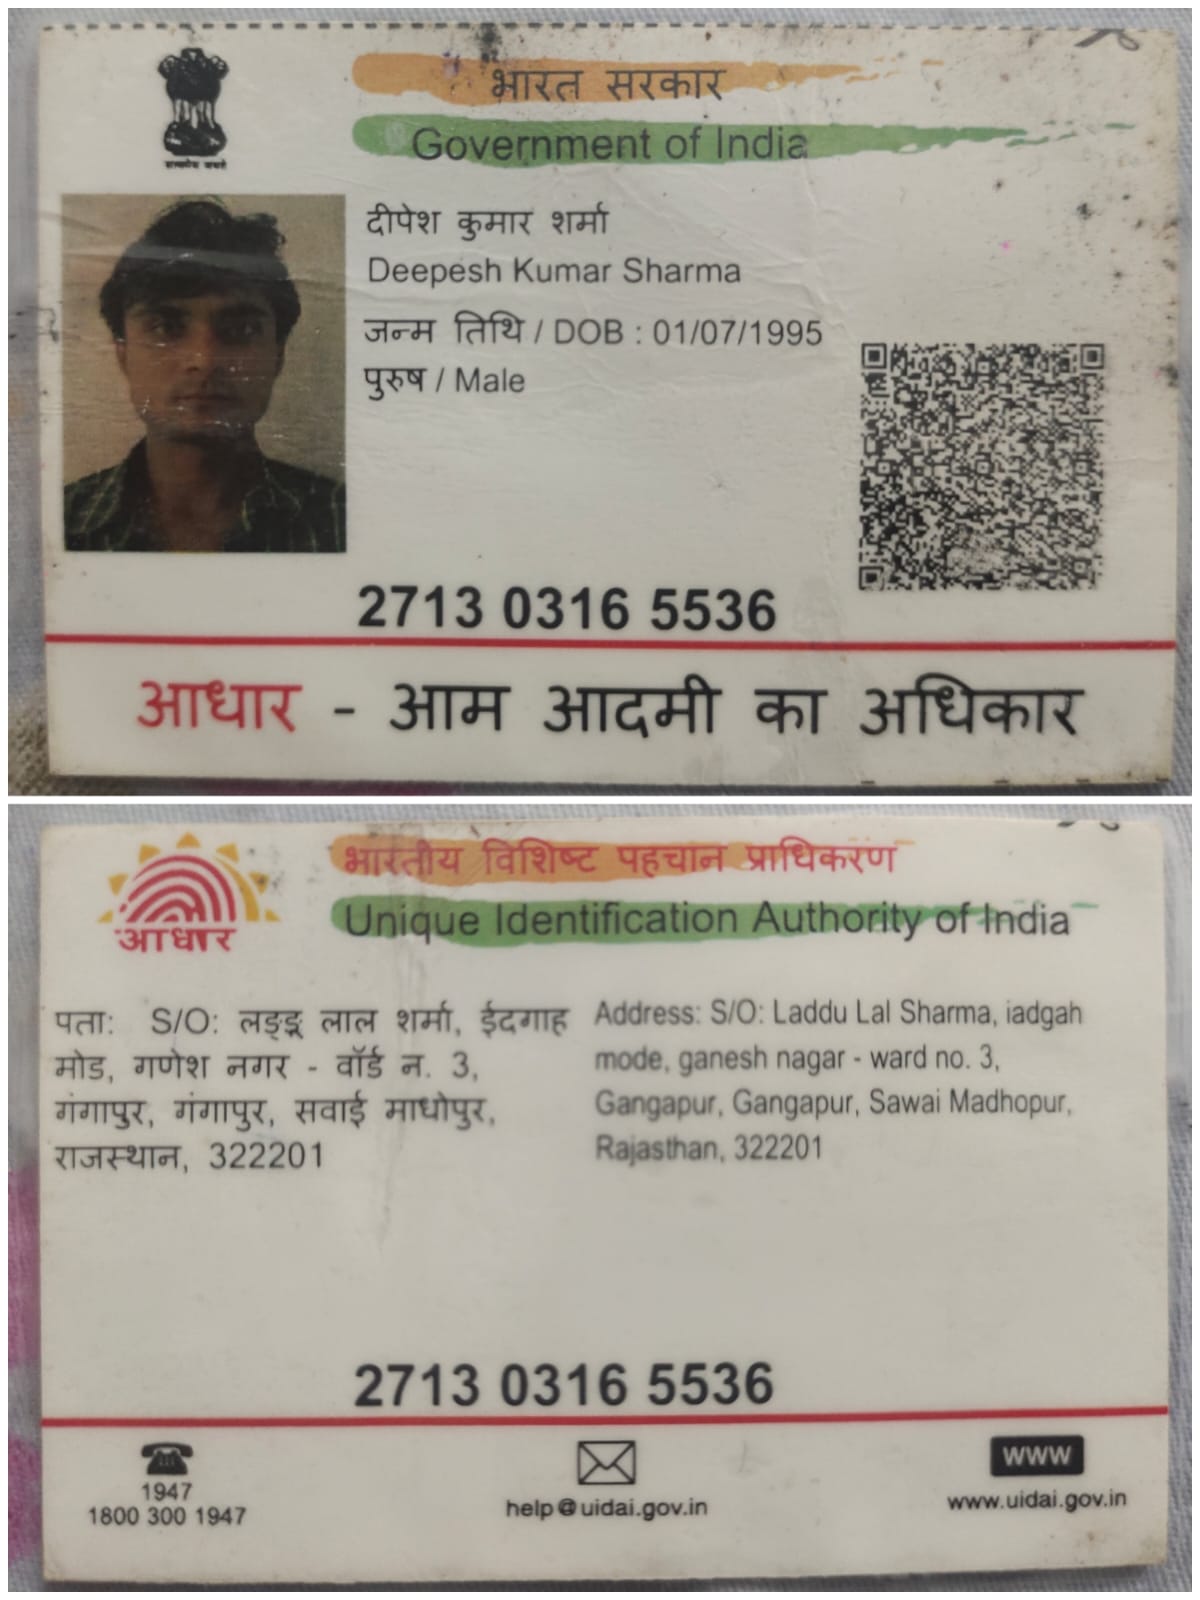 सत्यमेव जयते
भारत सरकार
Government of India
दीपेश कुमार शर्मा
Deepesh Kumar Sharma
जन्म तिथि / DOB : 01/07/1995
पुरुष / Male
2713 0316 5536
आधार - आम आदमी का अधिकार
भारतीय विशिष्ट पहचान प्राधिकरण
Unique Identification Authority of India
आधार
पता: S/O: लड्डू लाल शर्मा, ईदगाह
मोड, गणेश नगर - वॉर्ड न. 3,
गंगापुर, गंगापुर, सवाई माधोपुर,
राजस्थान, 322201
Address: S/O: Laddu Lal Sharma, iadgah
mode, ganesh nagar - ward no. 3,
Gangapur, Gangapur, Sawai Madhopur,
Rajasthan, 322201
2713 0316 5536
1947
1800 300 1947
help@uidai.gov.in
WWW
www.uidai.gov.in